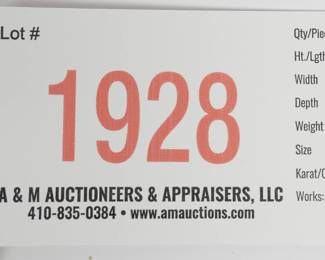 Lot #
1928
A & M AUCTIONEERS & APPRAISERS, LLC
410-835-0384 • www.amauctions.com
Qty/Pie
Ht./Lgth
Width
Depth
Weight
Size
Karat/C
Works: